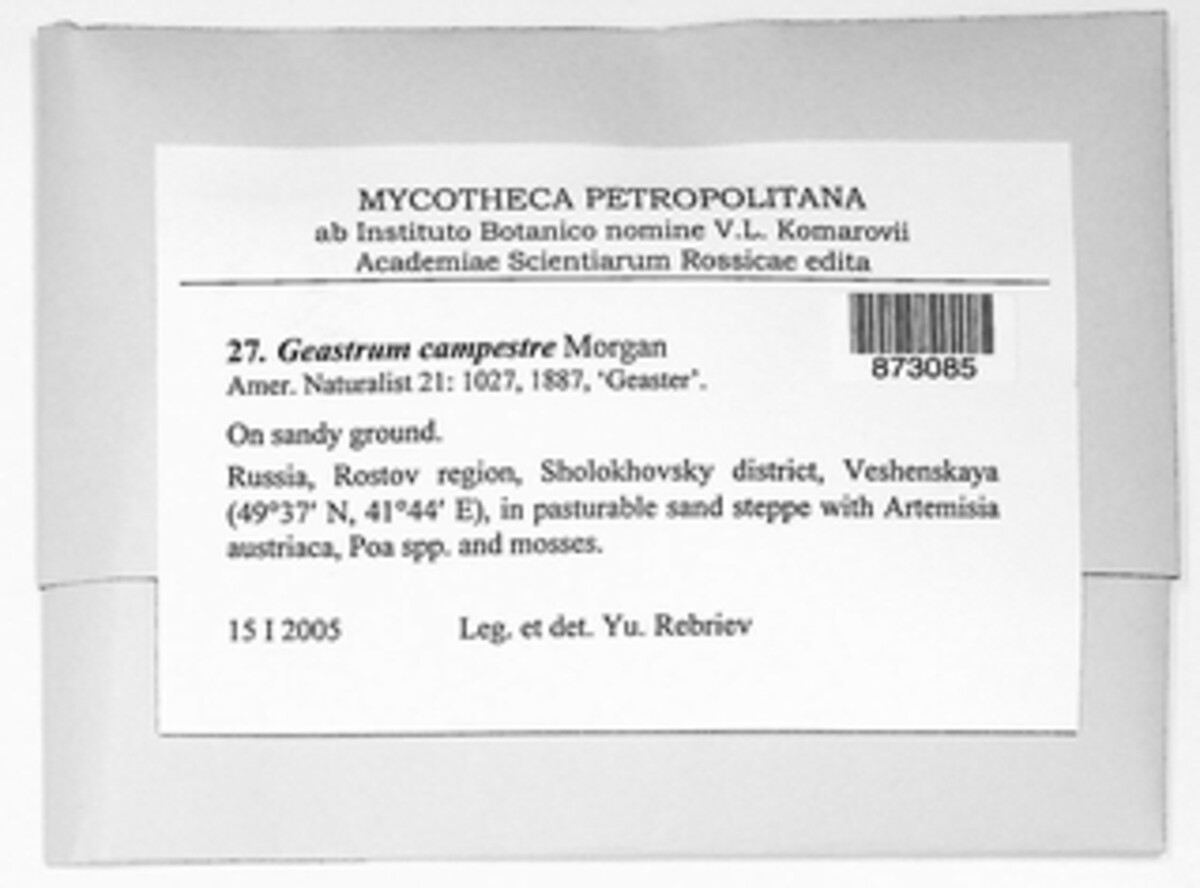 MYCOTHECA PETROPOLITANA
ab Instituto Botanico nomine V.L. Komarovii
Academiae Scientiarum Rossicae edita
873085
27. Geastrum campestre Morgan
Amer. Naturalist 21: 1027, 1887, 'Geaster'.
On sandy ground.
Russia, Rostov region, Sholokhovsky district, Veshenskaya
(49°37' N, 41°44' E), in pasturable sand steppe with Artemisia
austriaca, Poa spp. and mosses.
15 I 2005 Leg. et det. Yu. Rebriev